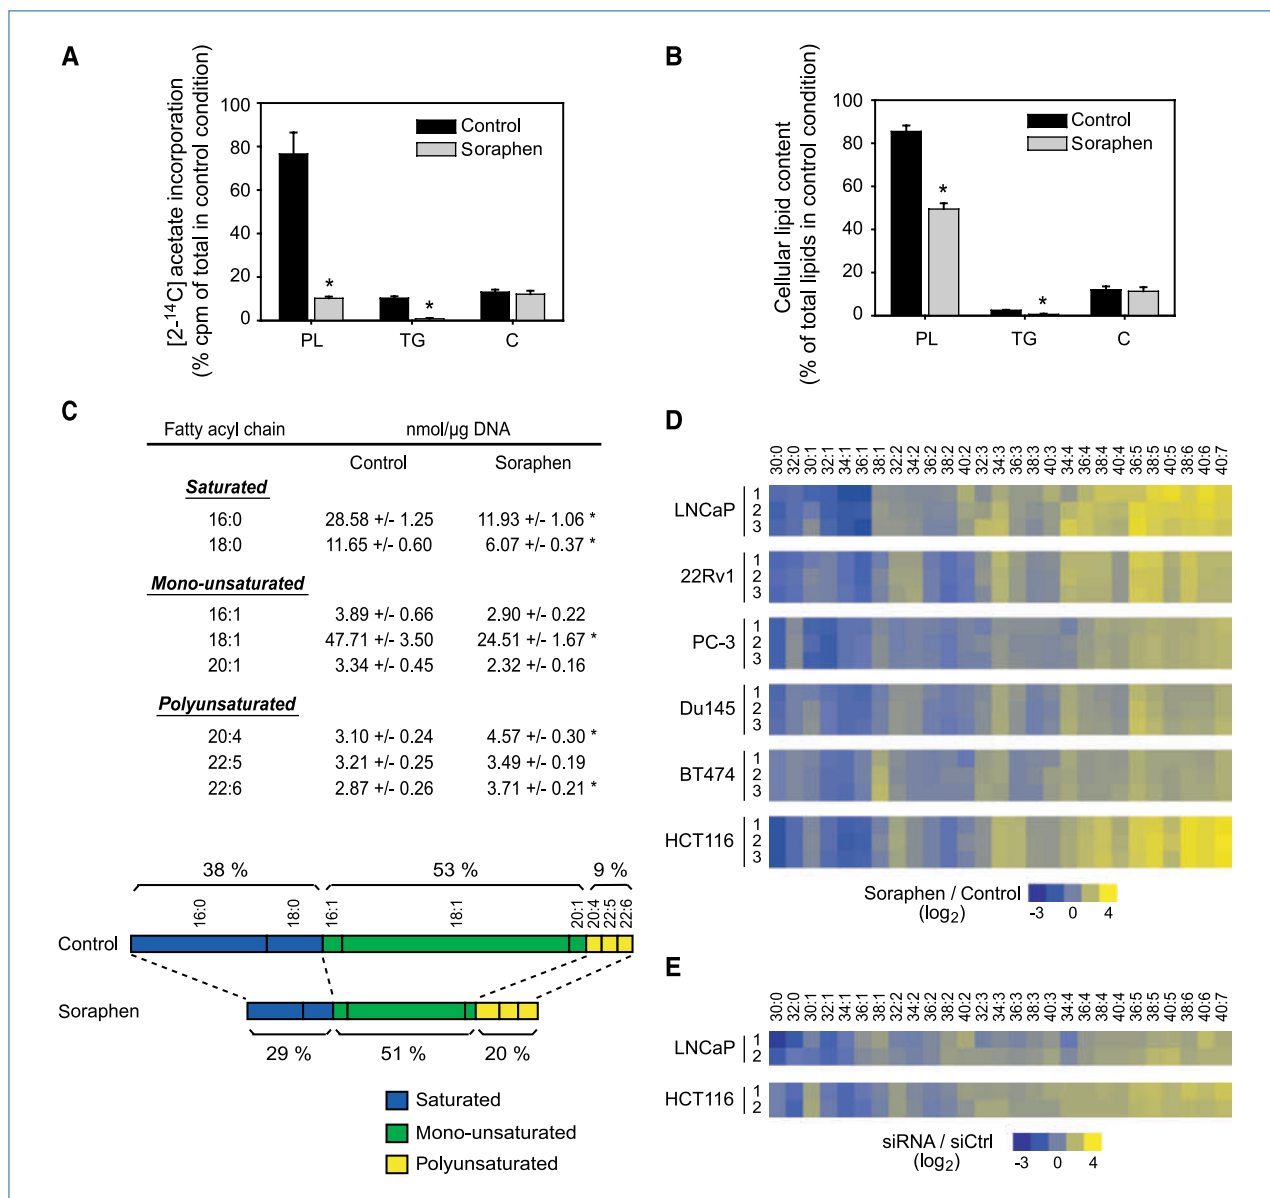 A
[2-¹⁴C] acetate incorporation
(% cpm of total in control condition)
100
80
60
40
20
0
Control
Soraphen
*
*
PL TG C
B
Cellular lipid content
(% of total lipids in control condition)
100
80
60
40
20
0
Control
Soraphen
*
*
PL TG C
C
Fatty acyl chain nmol/µg DNA
Control Soraphen
Saturated
16:0 28.58 +/- 1.25 11.93 +/- 1.06 *
18:0 11.65 +/- 0.60 6.07 +/- 0.37 *
Mono-unsaturated
16:1 3.89 +/- 0.66 2.90 +/- 0.22
18:1 47.71 +/- 3.50 24.51 +/- 1.67 *
20:1 3.34 +/- 0.45 2.32 +/- 0.16
Polyunsaturated
20:4 3.10 +/- 0.24 4.57 +/- 0.30 *
22:5 3.21 +/- 0.25 3.49 +/- 0.19
22:6 2.87 +/- 0.26 3.71 +/- 0.21 *
38 % 53 % 9 %
16:0 18:0 16:1 18:1 20:1 20:4 22:5 22:6
Control
Soraphen
29 % 51 % 20 %
Saturated
Mono-unsaturated
Polyunsaturated
D
30:0 32:0 30:1 32:1 34:1 36:1 38:1 32:2 34:2 36:2 38:2 40:2 32:3 34:3 36:3 38:3 40:3 34:4 36:4 38:4 40:4 36:5 38:5 40:5 38:6 40:6 40:7
LNCaP 1 2 3
22Rv1 1 2 3
PC-3 1 2 3
Du145 1 2 3
BT474 1 2 3
HCT116 1 2 3
Soraphen / Control
(log₂)
-3 0 4
E
30:0 32:0 30:1 32:1 34:1 36:1 38:1 32:2 34:2 36:2 38:2 40:2 32:3 34:3 36:3 38:3 40:3 34:4 36:4 38:4 40:4 36:5 38:5 40:5 38:6 40:6 40:7
LNCaP 1 2
HCT116 1 2
siRNA / siCtrl
(log₂)
-3 0 4